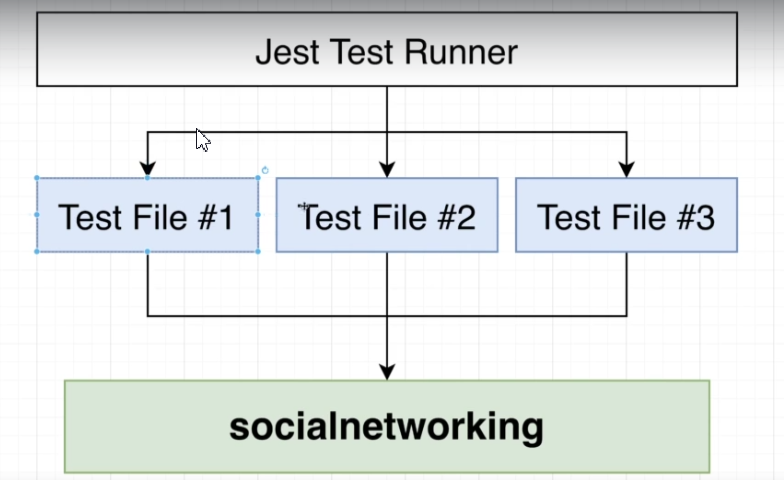 Jest Test Runner
Test File #1
Test File #2
Test File #3
socialnetworking